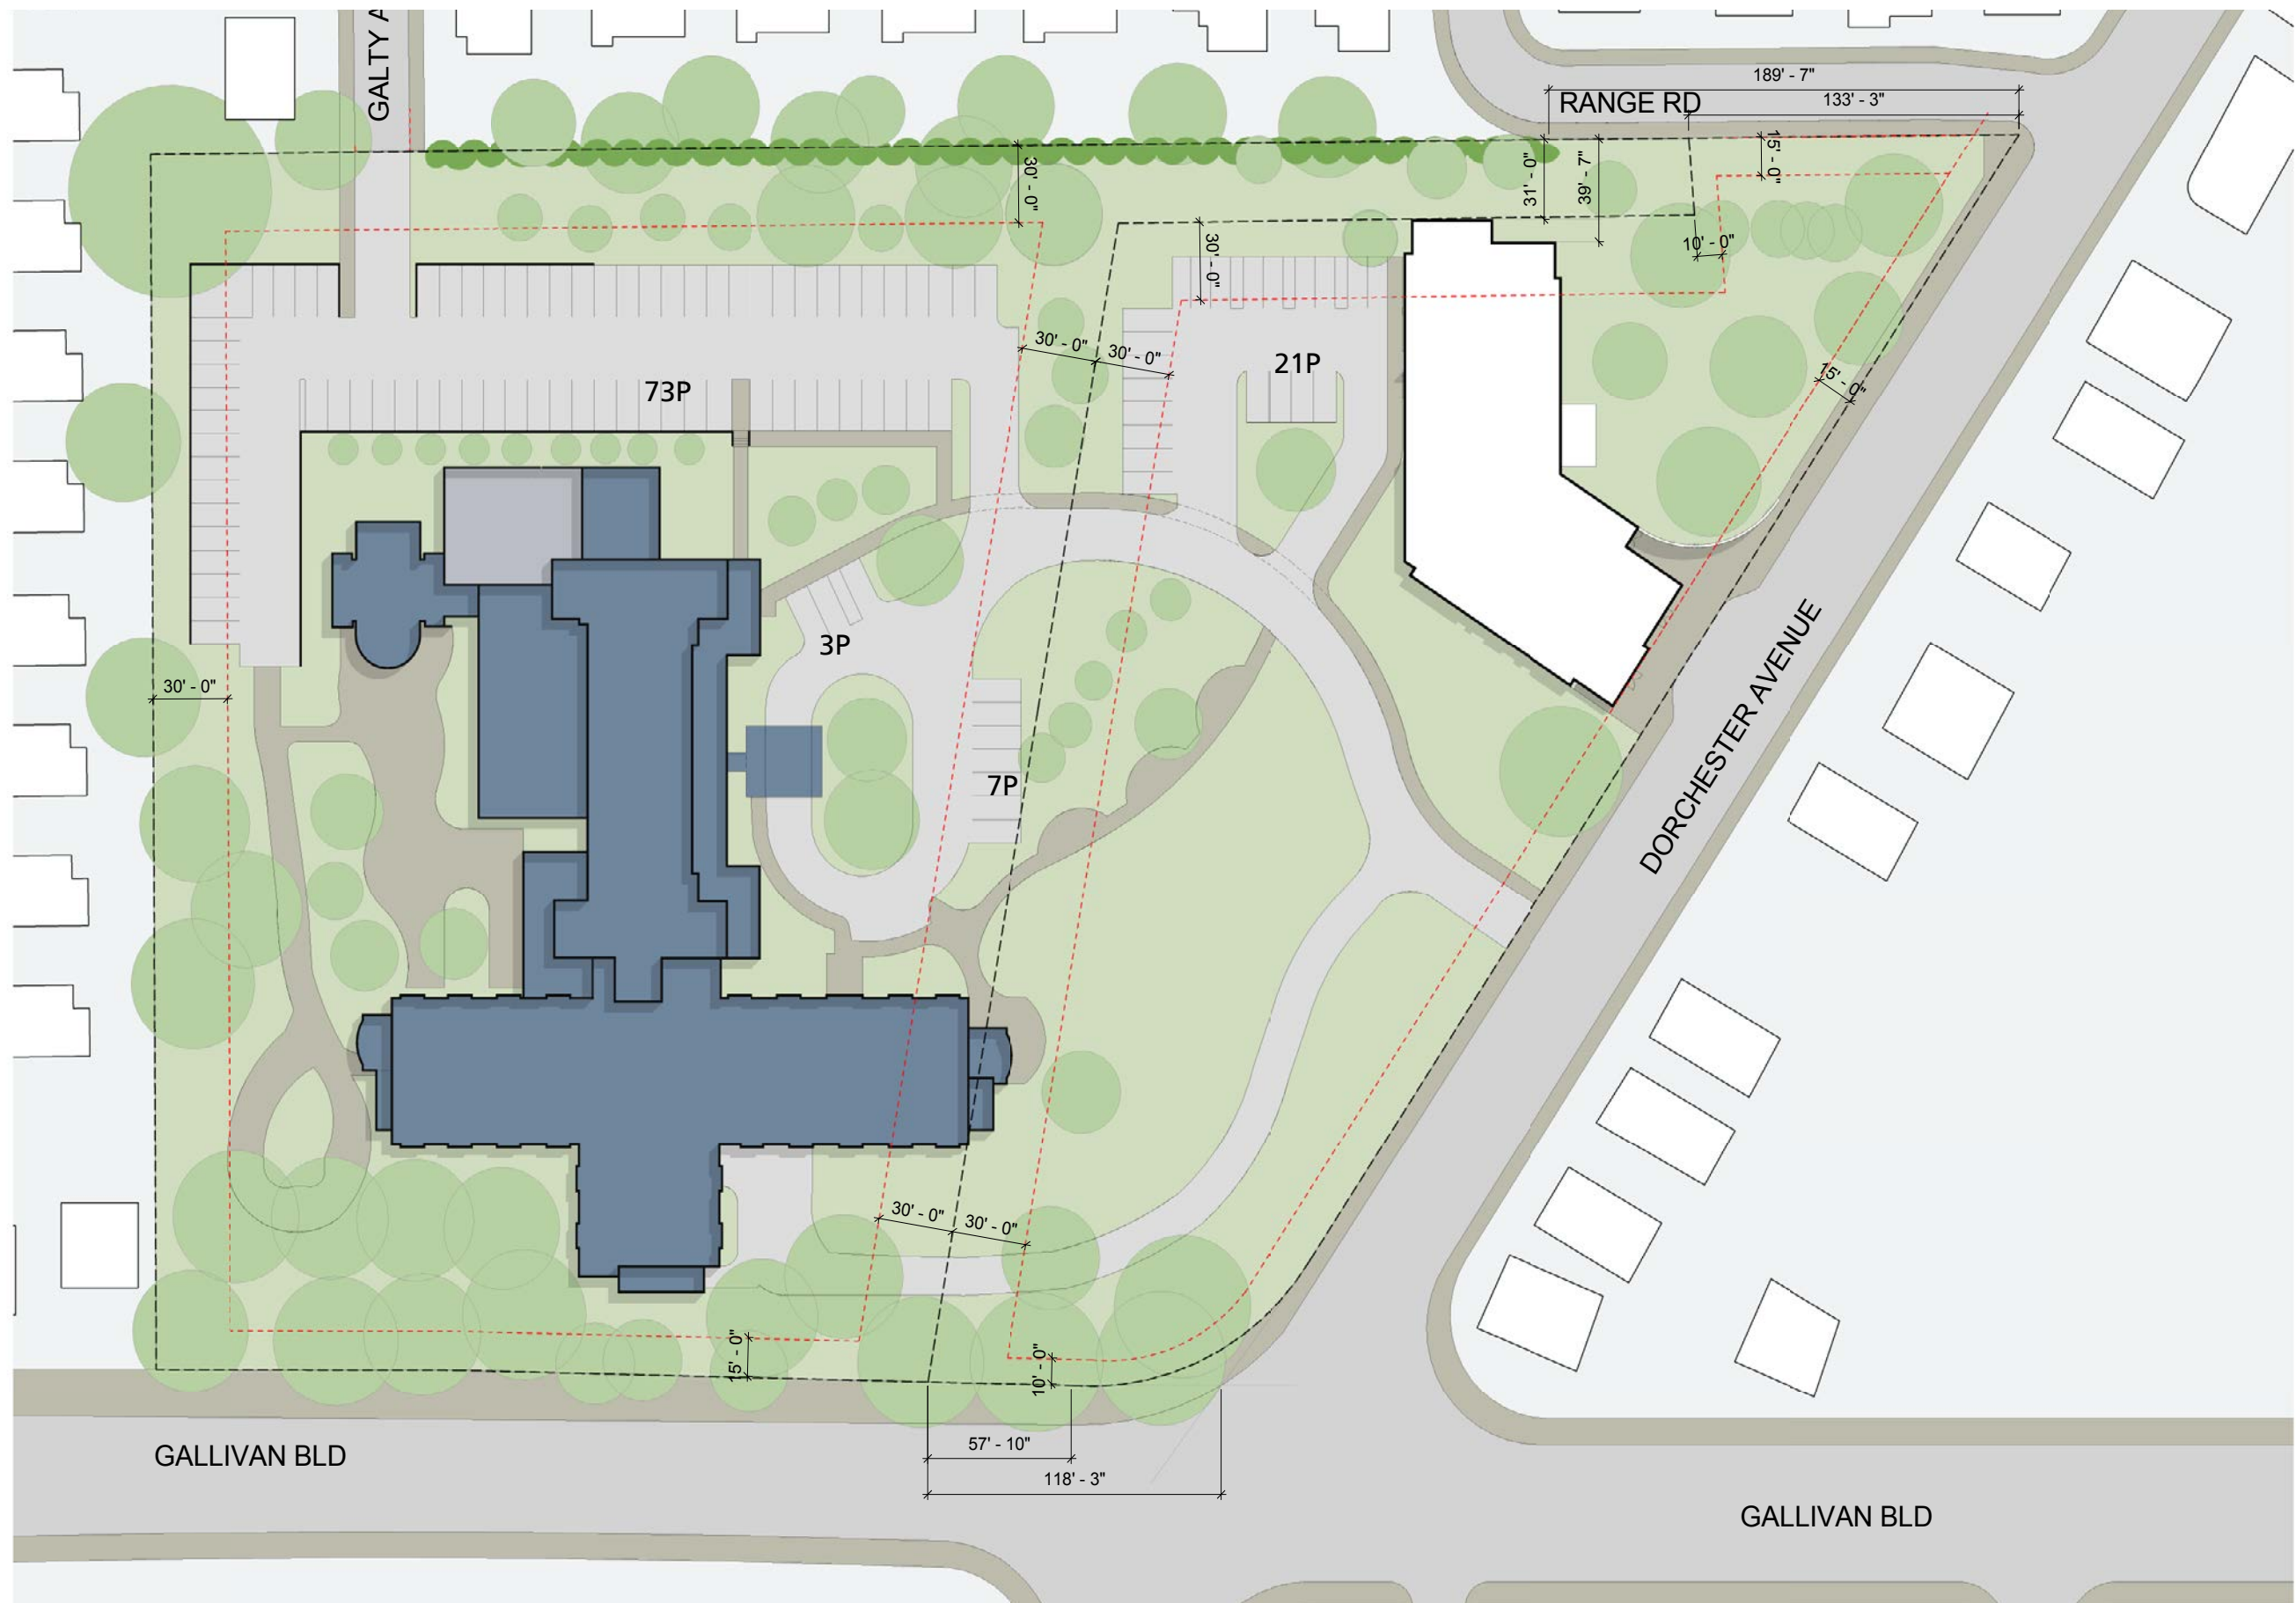 GALTY A
189' - 7"
RANGE RD
133' - 3"
15' - 0"
30' - 0"
31' - 0"
39' - 7"
30' - 0"
10' - 0"
30' - 0"
30' - 0"
21P
73P
15' - 0"
3P
30' - 0"
7P
DORCHESTER AVENUE
30' - 0"
30' - 0"
15' - 0"
10' - 0"
57' - 10"
118' - 3"
GALLIVAN BLD
GALLIVAN BLD